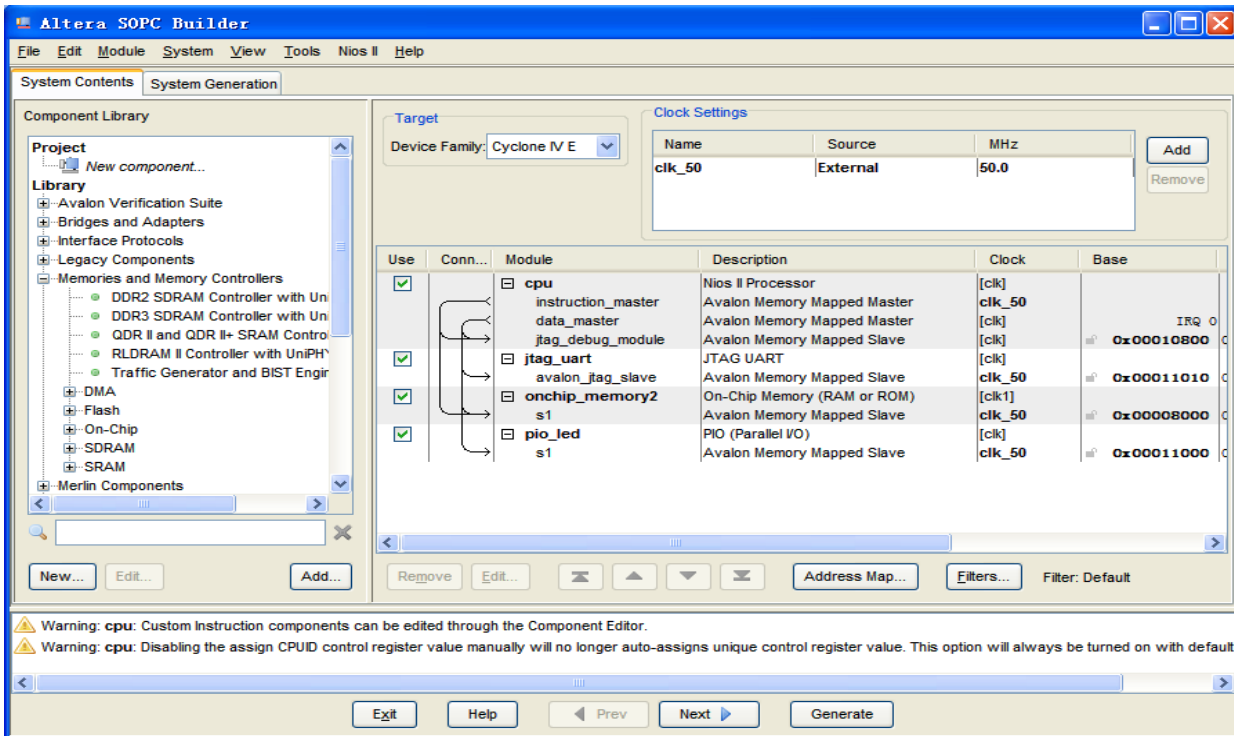 Altera SOPC Builder
File Edit Module System View Tools Nios II Help
System Contents System Generation
Component Library
Project
New component...
Library
Avalon Verification Suite
Bridges and Adapters
Interface Protocols
Legacy Components
Memories and Memory Controllers
DDR2 SDRAM Controller with Uni
DDR3 SDRAM Controller with Uni
QDR II and QDR II+ SRAM Contro
RLDRAM II Controller with UniPHY
Traffic Generator and BIST Engin
DMA
Flash
On-Chip
SDRAM
SRAM
Merlin Components
New... Edit... Add...
Target
Device Family: Cyclone IV E
Clock Settings
Name Source MHz
clk_50 External 50.0
Add
Remove
Use Conn... Module Description Clock Base
cpu Nios II Processor [clk]
instruction_master Avalon Memory Mapped Master clk_50
data_master Avalon Memory Mapped Master [clk] IRQ 0
jtag_debug_module Avalon Memory Mapped Slave [clk] 0x00010800
jtag_uart JTAG UART [clk]
avalon_jtag_slave Avalon Memory Mapped Slave clk_50 0x00011010
onchip_memory2 On-Chip Memory (RAM or ROM) [clk1]
s1 Avalon Memory Mapped Slave clk_50 0x00008000
pio_led PIO (Parallel I/O) [clk]
s1 Avalon Memory Mapped Slave clk_50 0x00011000
Remove Edit... Address Map... Filters... Filter: Default
Warning: cpu: Custom Instruction components can be edited through the Component Editor.
Warning: cpu: Disabling the assign CPUID control register value manually will no longer auto-assigns unique control register value. This option will always be turned on with default
Exit Help Prev Next Generate